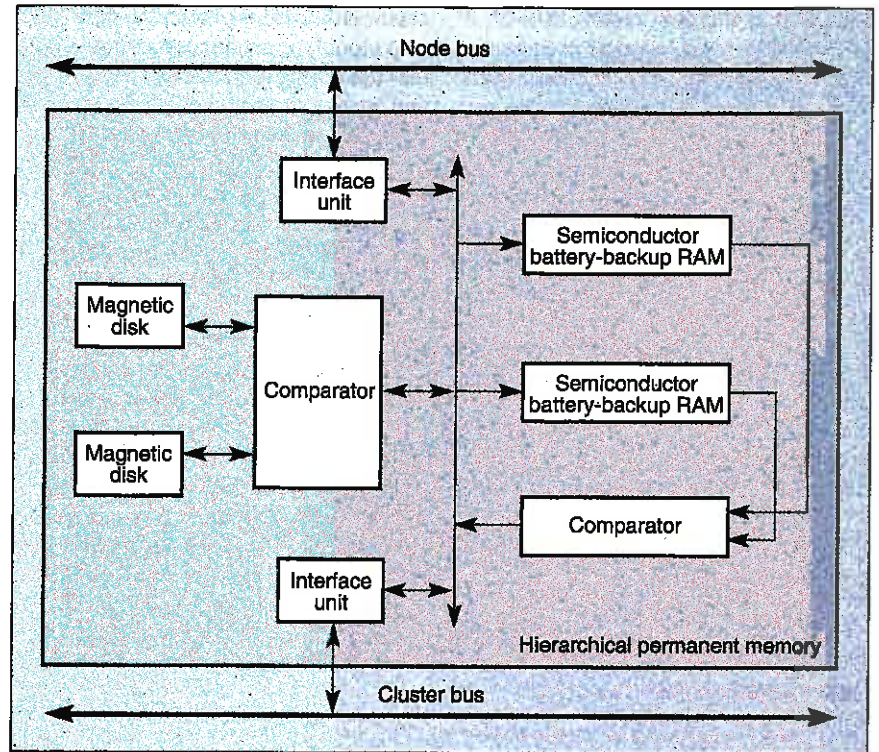 Node bus
Interface
unit
Semiconductor
battery-backup RAM
Magnetic
disk
Comparator
Semiconductor
battery-backup RAM
Magnetic
disk
Comparator
Interface
unit
Hierarchical permanent memory
Cluster bus